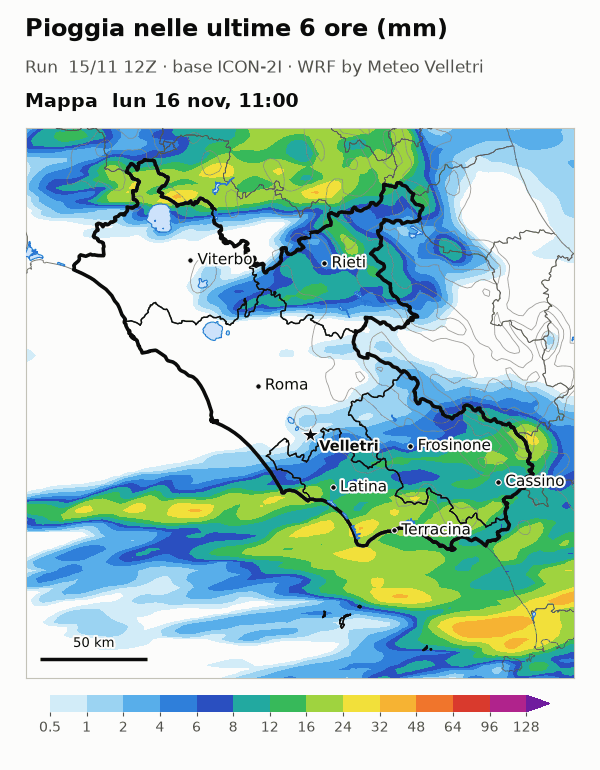 Pioggia nelle ultime 6 ore (mm)
Run  15/11 12Z · base ICON-2I · WRF by Meteo Velletri
Mappa  lun 16 nov, 11:00
Viterbo
Rieti
Roma
Velletri
Frosinone
Cassino
Latina
Terracina
50 km
0.5 1 2 4 6 8 12 16 24 32 48 64 96 128